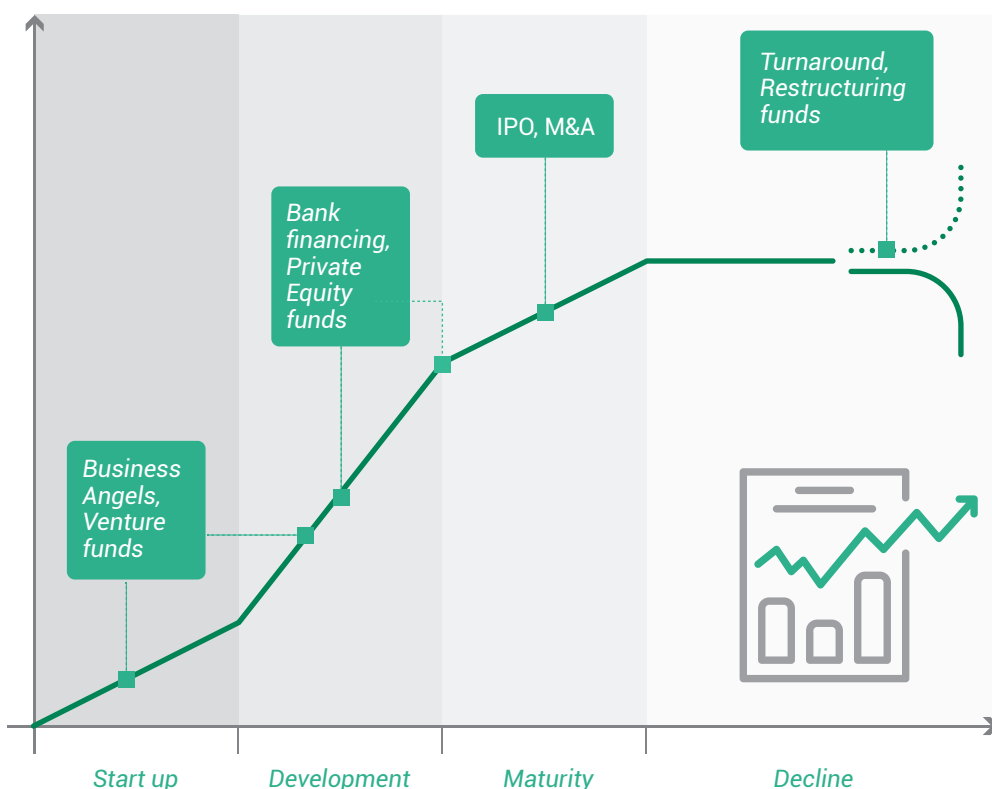 Turnaround,
Restructuring
funds
IPO, M&A
Bank
financing,
Private
Equity
funds
Business
Angels,
Venture
funds
Start up
Development
Maturity
Decline